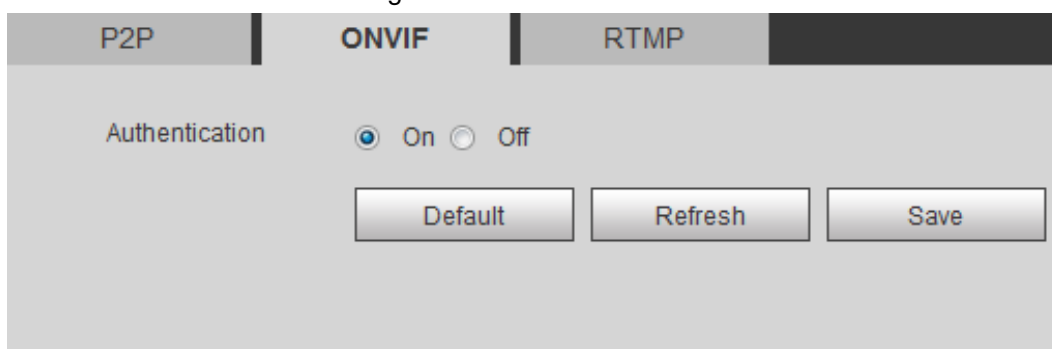 P2P ONVIF RTMP
Authentication On Off
Default Refresh Save